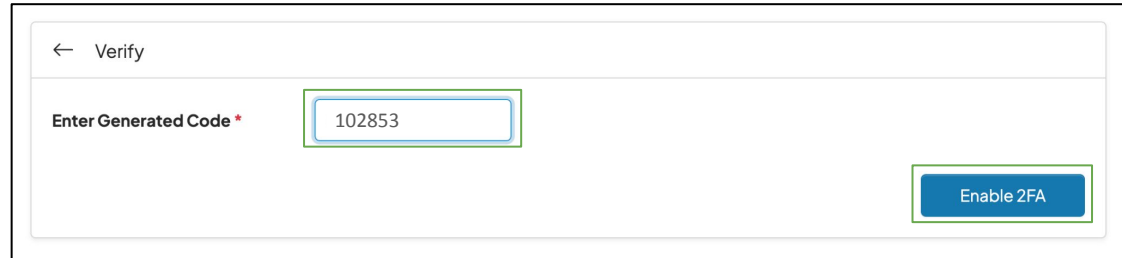 ← Verify
Enter Generated Code * 102853
Enable 2FA